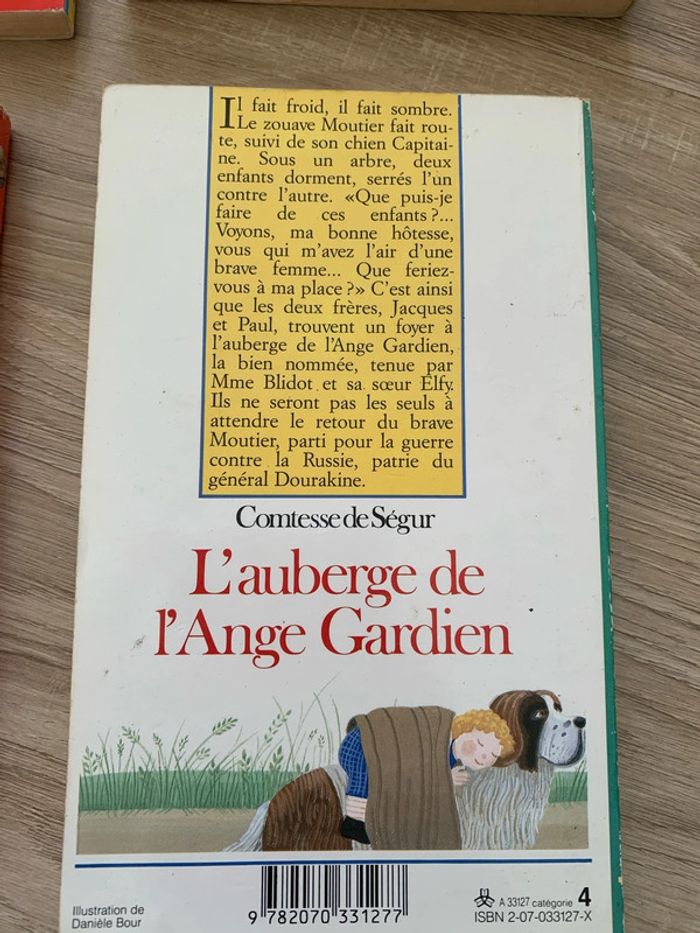 Il fait froid, il fait sombre.
Le zouave Moutier fait rou-
te, suivi de son chien Capitai-
ne. Sous un arbre, deux
enfants dorment, serrés l'un
contre l'autre. «Que puis-je
faire de ces enfants?...
Voyons, ma bonne hôtesse,
vous qui m'avez l'air d'une
brave femme... Que feriez-
vous à ma place?» C'est ainsi
que les deux frères, Jacques
et Paul, trouvent un foyer à
l'auberge de l'Ange Gardien,
la bien nommée, tenue par
Mme Blidot et sa sœur Elfy.
Ils ne seront pas les seuls à
attendre le retour du brave
Moutier, parti pour la guerre
contre la Russie, patrie du
général Dourakine.
Comtesse de Ségur
L'auberge de
l'Ange Gardien
Illustration de
Danièle Bour
9 782070 331277
A 33127 catégorie 4
ISBN 2-07-033127-X